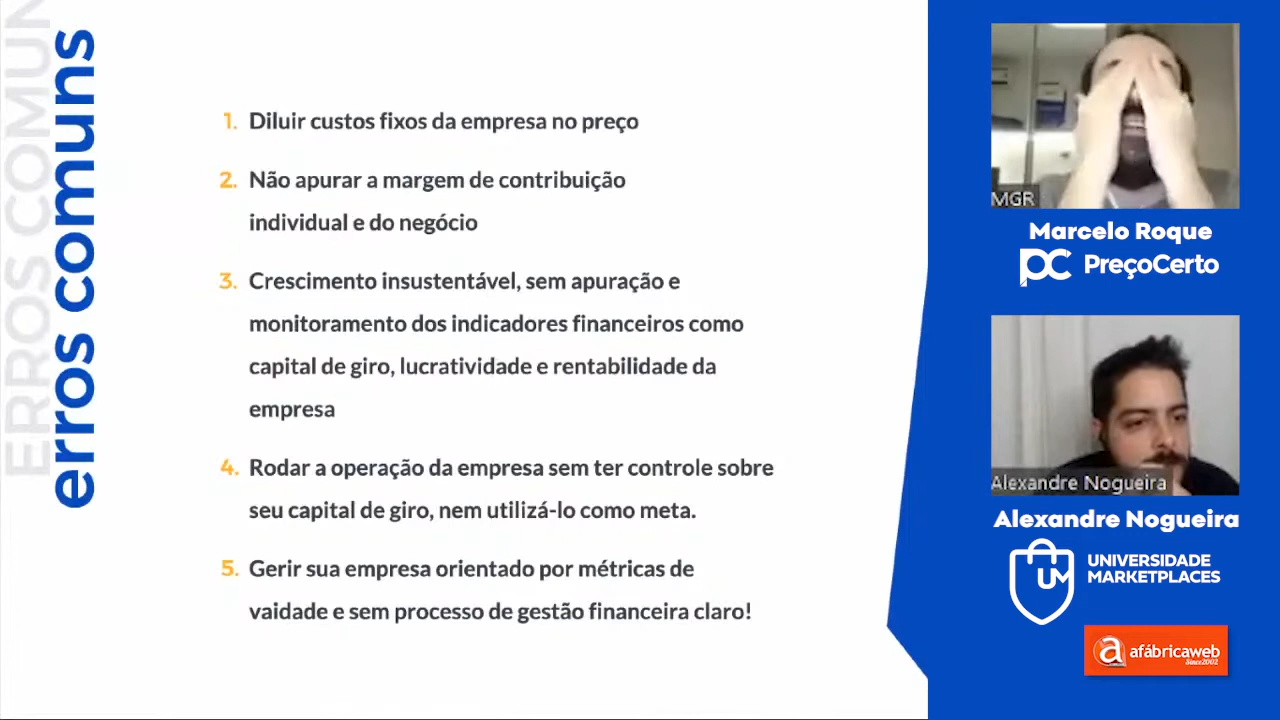 ERROS COMUN
erros comuns
1. Diluir custos fixos da empresa no preço
2. Não apurar a margem de contribuição
individual e do negócio
3. Crescimento insustentável, sem apuração e
monitoramento dos indicadores financeiros como
capital de giro, lucratividade e rentabilidade da
empresa
4. Rodar a operação da empresa sem ter controle sobre
seu capital de giro, nem utilizá-lo como meta.
5. Gerir sua empresa orientado por métricas de
vaidade e sem processo de gestão financeira claro!
MGR
Marcelo Roque
pc PreçoCerto
Alexandre Nogueira
Alexandre Nogueira
UM UNIVERSIDADE
MARKETPLACES
a afábricaweb
Since2002